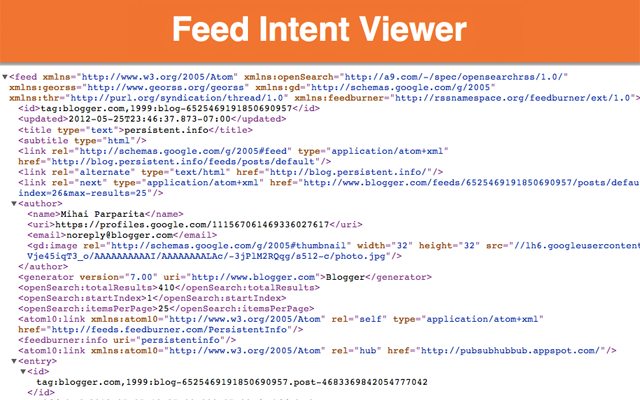 Feed Intent Viewer
<feed xmlns="http://www.w3.org/2005/Atom" xmlns:openSearch="http://a9.com/-/spec/opensearchrss/1.0/"
xmlns:georss="http://www.georss.org/georss" xmlns:gd="http://schemas.google.com/g/2005"
xmlns:thr="http://purl.org/syndication/thread/1.0" xmlns:feedburner="http://rssnamespace.org/feedburner/ext/1.0">
<id>tag:blogger.com,1999:blog-6525469191850690957</id>
<updated>2012-05-25T23:46:37.873-07:00</updated>
<title type="text">persistent.info</title>
<subtitle type="html"/>
<link rel="http://schemas.google.com/g/2005#feed" type="application/atom+xml"
href="http://blog.persistent.info/feeds/posts/default"/>
<link rel="alternate" type="text/html" href="http://blog.persistent.info/"/>
<link rel="next" type="application/atom+xml" href="http://www.blogger.com/feeds/6525469191850690957/posts/defau
index=26&max-results=25"/>
<author>
<name>Mihai Parparita</name>
<uri>https://profiles.google.com/111567061469336027617</uri>
<email>noreply@blogger.com</email>
<gd:image rel="http://schemas.google.com/g/2005#thumbnail" width="32" height="32" src="//lh6.googleusercontent
Vje45iqT3_o/AAAAAAAAAAI/AAAAAAAALAc/-3jPlM2RQqg/s512-c/photo.jpg"/>
</author>
<generator version="7.00" uri="http://www.blogger.com">Blogger</generator>
<openSearch:totalResults>410</openSearch:totalResults>
<openSearch:startIndex>1</openSearch:startIndex>
<openSearch:itemsPerPage>25</openSearch:itemsPerPage>
<atom10:link xmlns:atom10="http://www.w3.org/2005/Atom" rel="self" type="application/atom+xml"
href="http://feeds.feedburner.com/PersistentInfo"/>
<feedburner:info uri="persistentinfo"/>
<atom10:link xmlns:atom10="http://www.w3.org/2005/Atom" rel="hub" href="http://pubsubhubbub.appspot.com/"/>
<entry>
<id>
tag:blogger.com,1999:blog-6525469191850690957.post-4683369842054777042
</id>